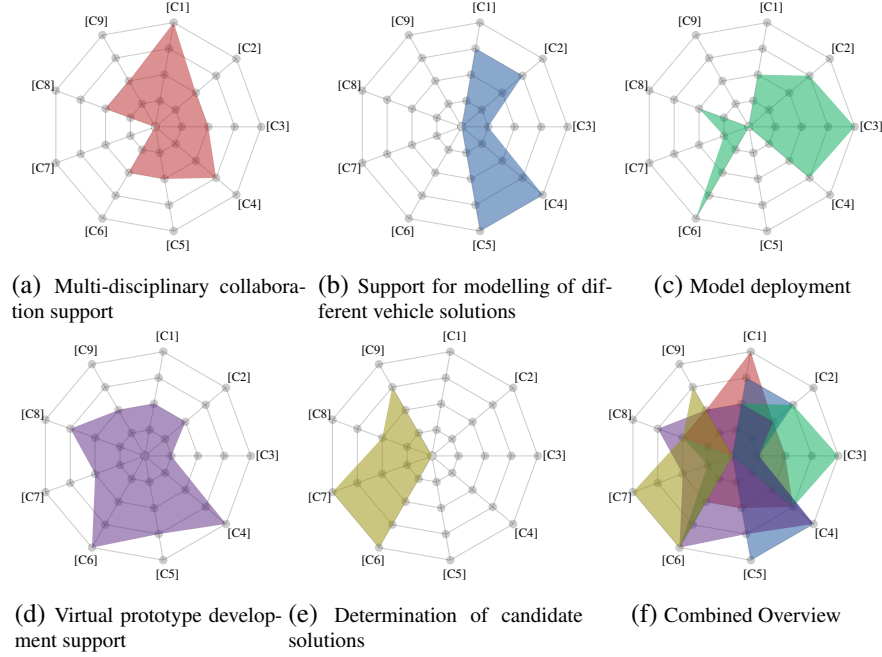 [C1]
[C2]
[C3]
[C4]
[C5]
[C6]
[C7]
[C8]
[C9]
(a) Multi-disciplinary collabora-
tion support
[C1]
[C2]
[C3]
[C4]
[C5]
[C6]
[C7]
[C8]
[C9]
(b) Support for modelling of dif-
ferent vehicle solutions
[C1]
[C2]
[C3]
[C4]
[C5]
[C6]
[C7]
[C8]
[C9]
(c) Model deployment
[C1]
[C2]
[C3]
[C4]
[C5]
[C6]
[C7]
[C8]
[C9]
(d) Virtual prototype develop-
ment support
[C1]
[C2]
[C3]
[C4]
[C5]
[C6]
[C7]
[C8]
[C9]
(e) Determination of candidate
solutions
[C1]
[C2]
[C3]
[C4]
[C5]
[C6]
[C7]
[C8]
[C9]
(f) Combined Overview